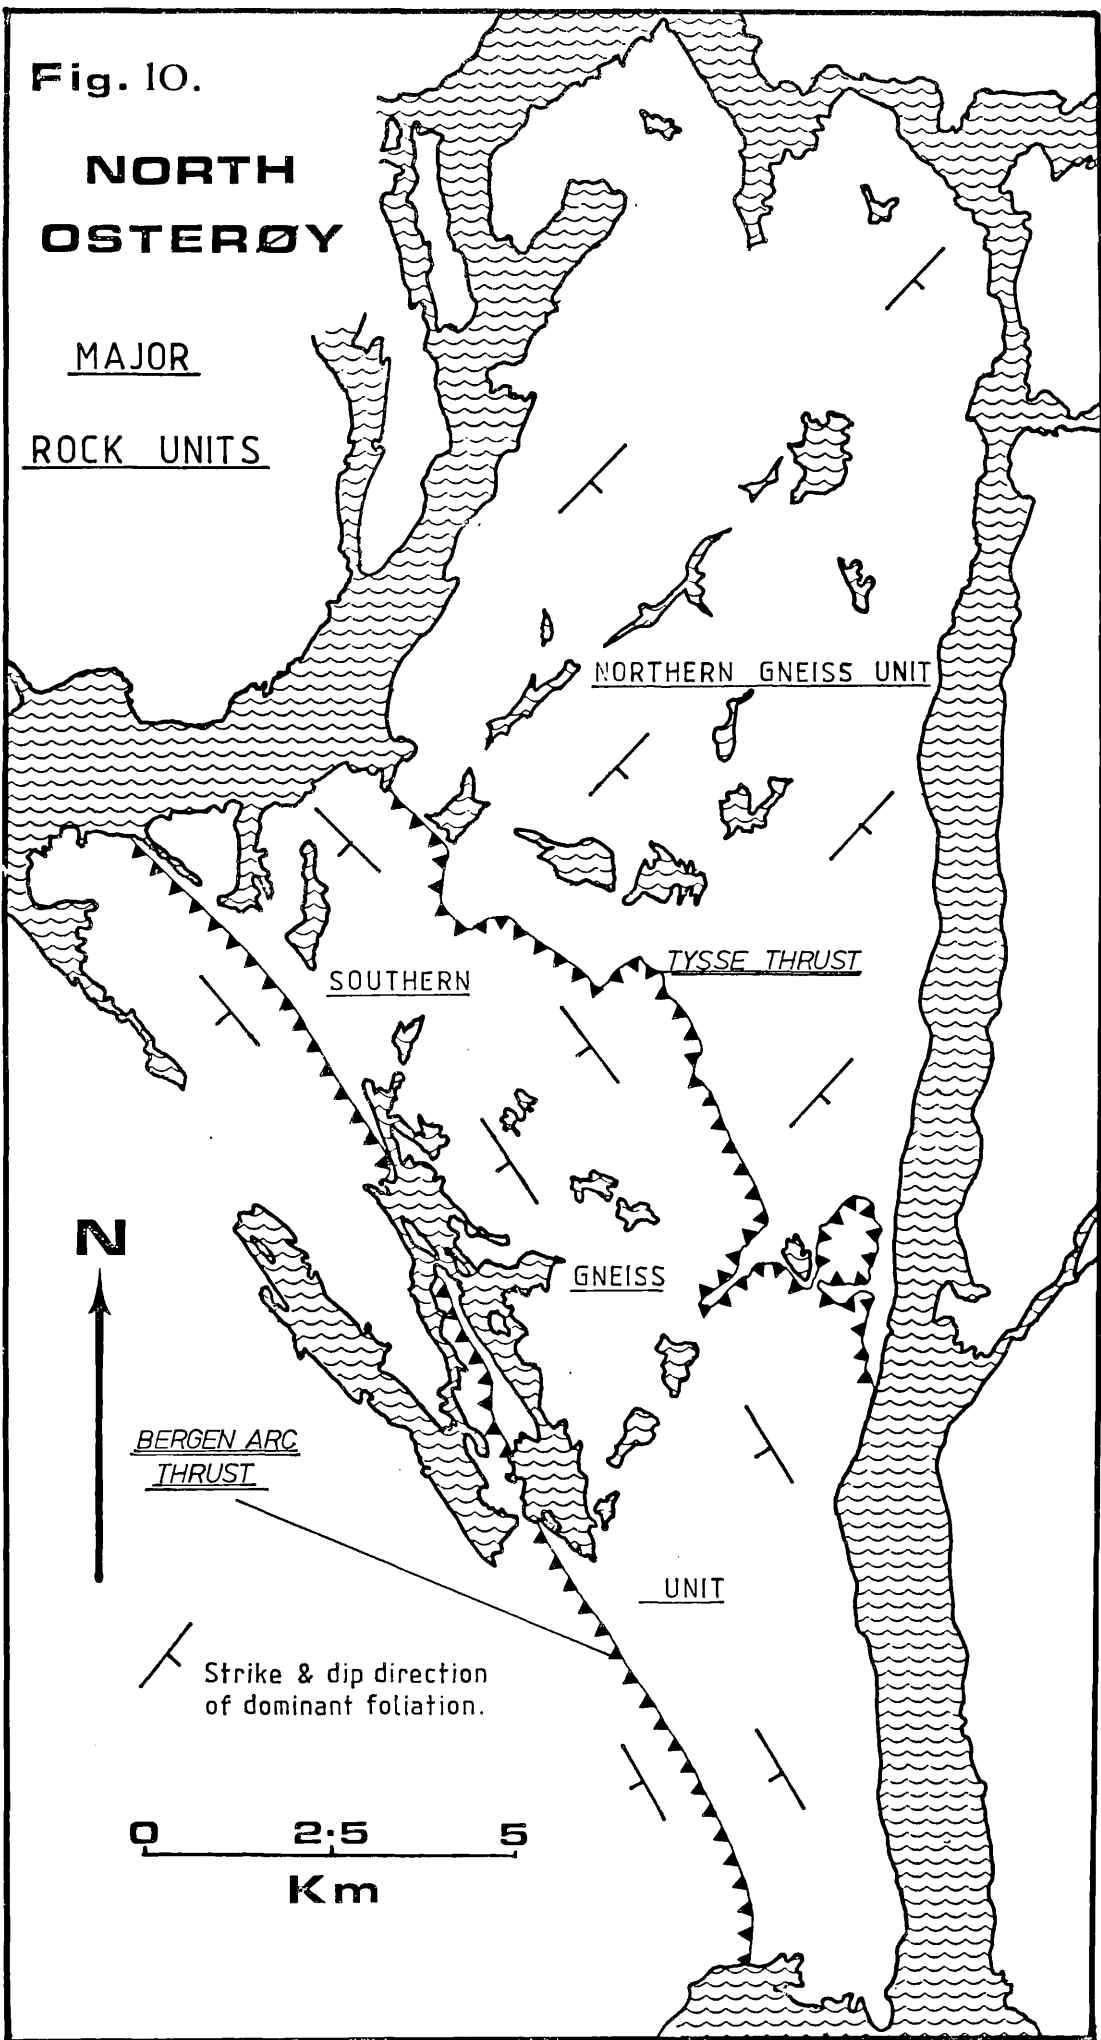 Fig. 10.
NORTH
OSTERØY
MAJOR
ROCK UNITS
NORTHERN GNEISS UNIT
TYSSE THRUST
SOUTHERN
GNEISS
UNIT
N
BERGEN ARC
THRUST
Strike & dip direction
of dominant foliation.
0 2·5 5
Km